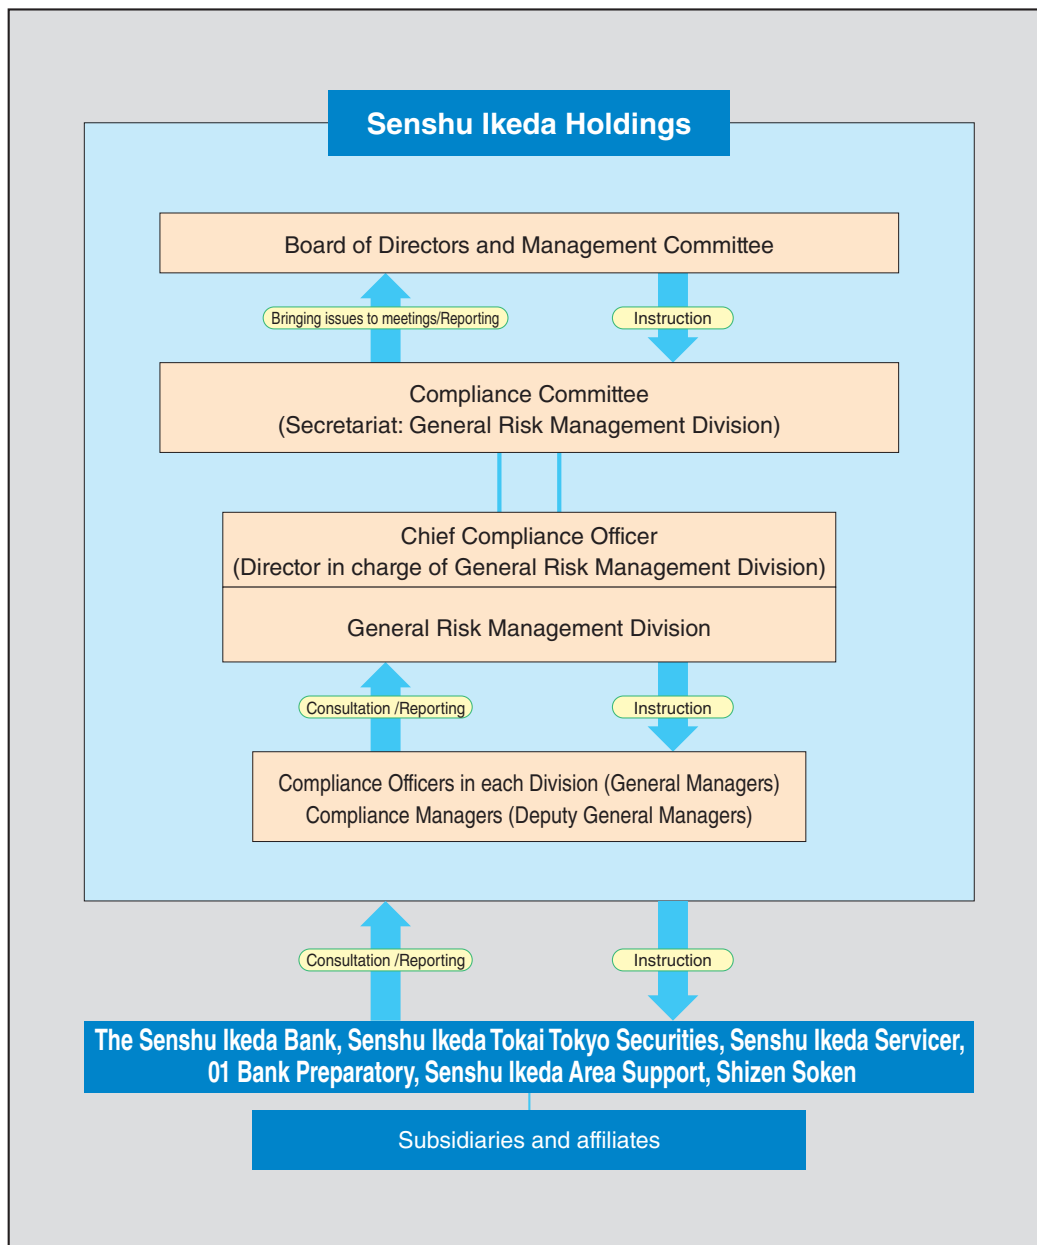 Senshu Ikeda Holdings
Board of Directors and Management Committee
Bringing issues to meetings/Reporting
Instruction
Compliance Committee
(Secretariat: General Risk Management Division)
Chief Compliance Officer
(Director in charge of General Risk Management Division)
General Risk Management Division
Consultation /Reporting
Instruction
Compliance Officers in each Division (General Managers)
Compliance Managers (Deputy General Managers)
Consultation /Reporting
Instruction
The Senshu Ikeda Bank, Senshu Ikeda Tokai Tokyo Securities, Senshu Ikeda Servicer,
01 Bank Preparatory, Senshu Ikeda Area Support, Shizen Soken
Subsidiaries and affiliates